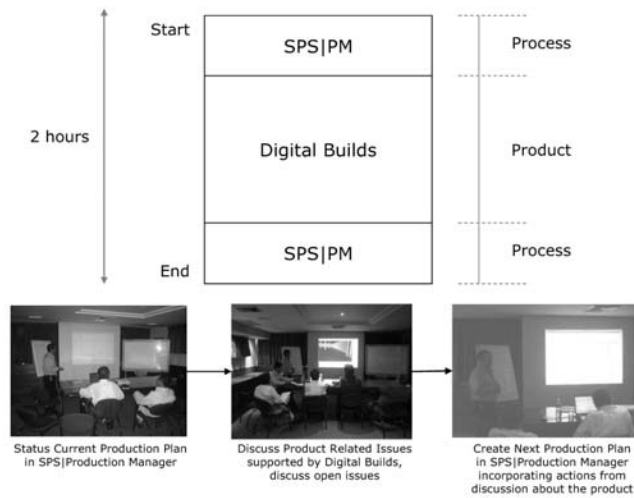 Start
SPS|PM
Process
2 hours
Digital Builds
Product
SPS|PM
Process
End
Status Current Production Plan
in SPS|Production Manager
Discuss Product Related Issues
supported by Digital Builds,
discuss open issues
Create Next Production Plan
in SPS|Production Manager
incorporating actions from
discussion about the product